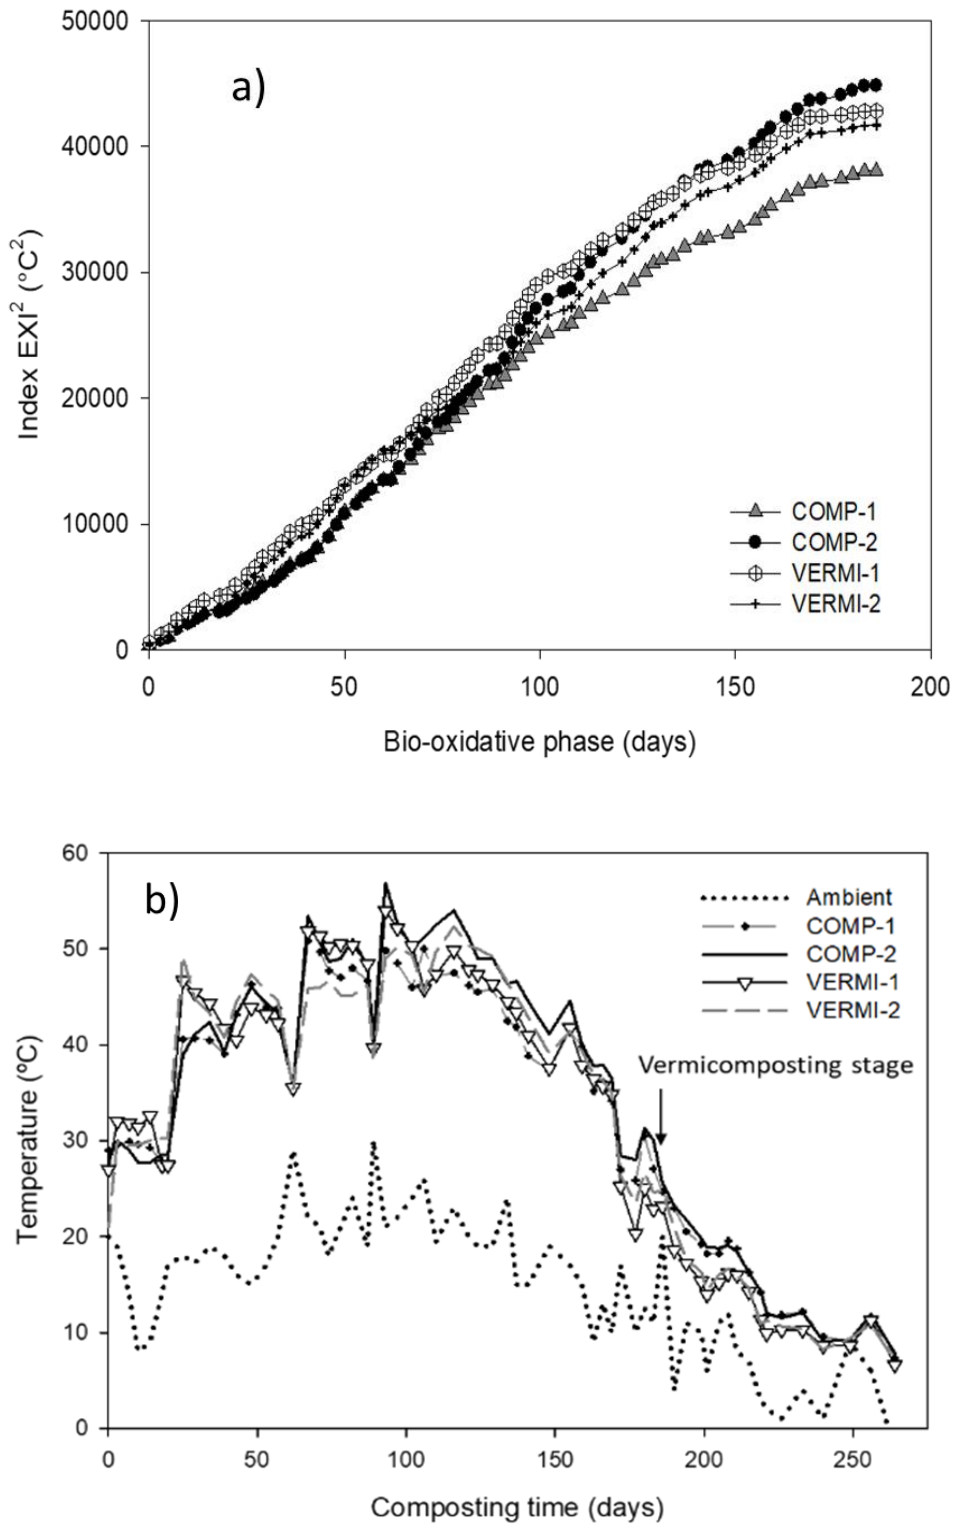 50000
a)
40000
30000
20000
10000
0
Index EXI² (°C²)
COMP-1
COMP-2
VERMI-1
VERMI-2
0 50 100 150 200
Bio-oxidative phase (days)
60
b)
50
40
30
20
10
0
Temperature (ºC)
Ambient
COMP-1
COMP-2
VERMI-1
VERMI-2
Vermicomposting stage
0 50 100 150 200 250
Composting time (days)